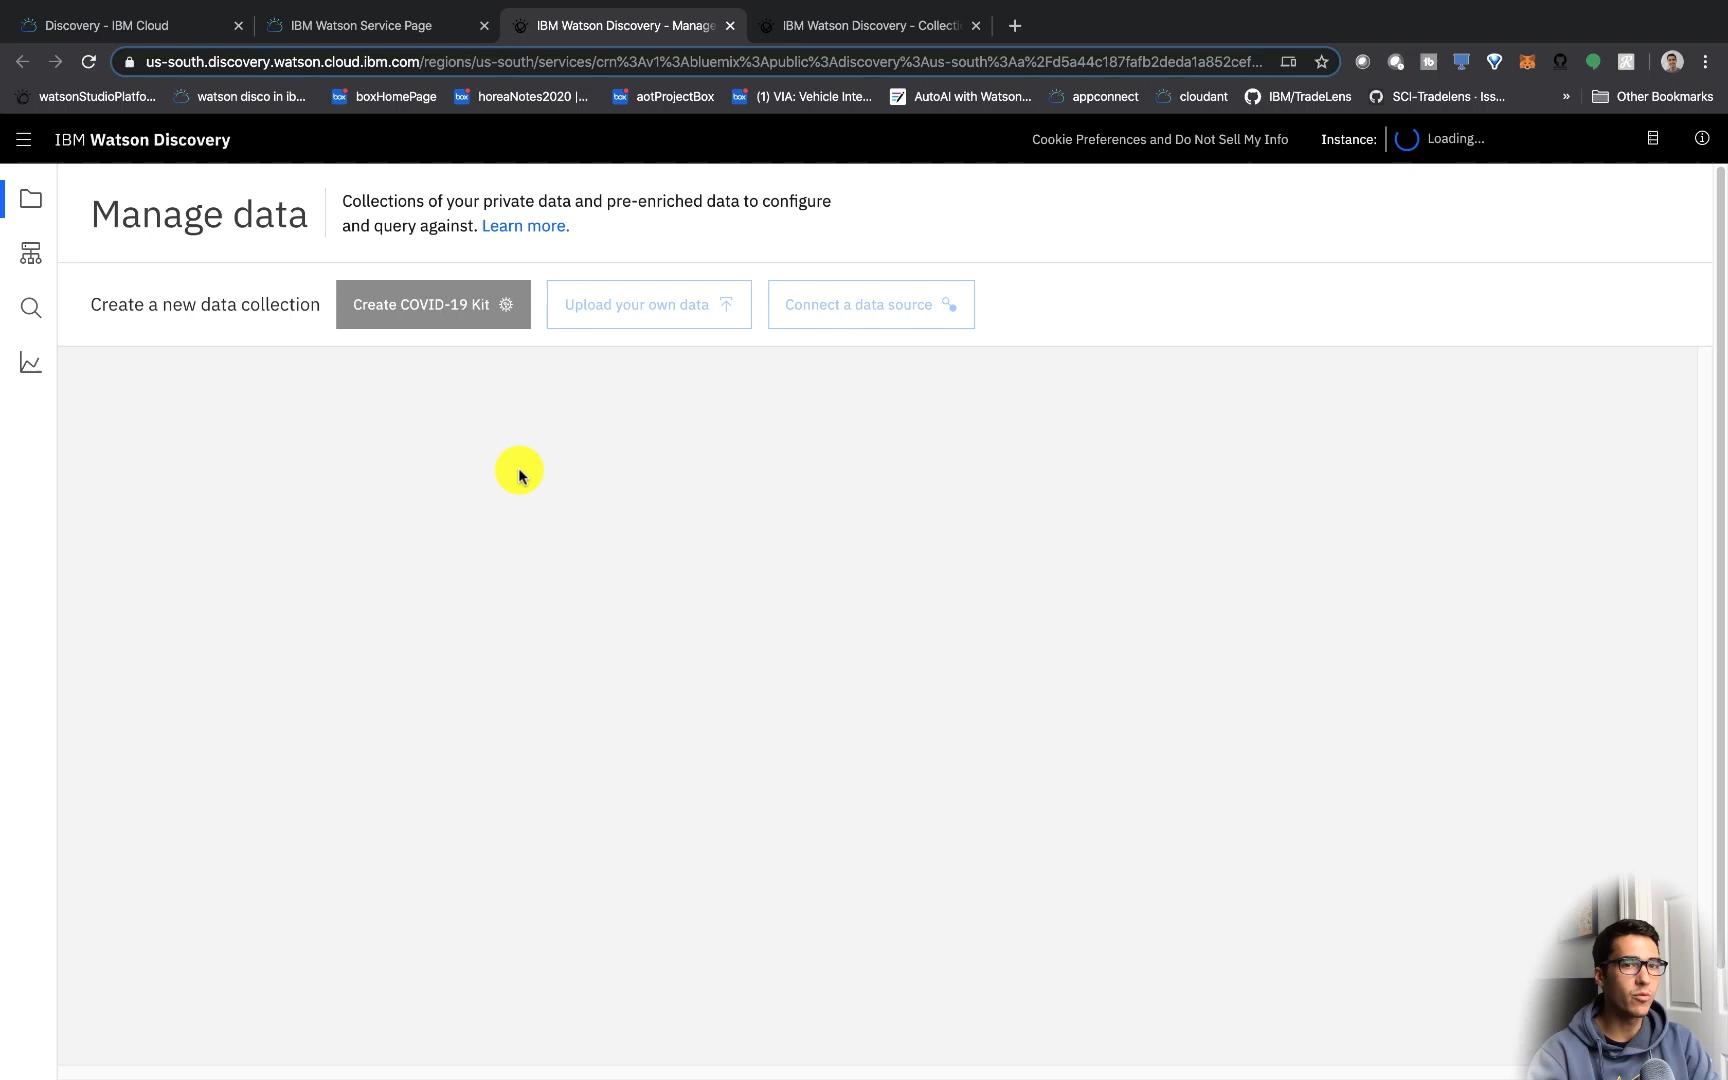 Discovery - IBM Cloud
IBM Watson Service Page
IBM Watson Discovery - Manage
IBM Watson Discovery - Collecti
us-south.discovery.watson.cloud.ibm.com/regions/us-south/services/crn%3Av1%3Abluemix%3Apublic%3Adiscovery%3Aus-south%3Aa%2Fd5a44c187fafb2deda1a852cef...
watsonStudioPlatfo...
watson disco in ib...
box boxHomePage
box horeaNotes2020 |...
box aotProjectBox
box (1) VIA: Vehicle Inte...
AutoAI with Watson...
appconnect
cloudant
IBM/TradeLens
SCI-Tradelens · Iss...
»
Other Bookmarks
IBM Watson Discovery
Cookie Preferences and Do Not Sell My Info
Instance:
Loading...
Manage data
Collections of your private data and pre-enriched data to configure
and query against. Learn more.
Create a new data collection
Create COVID-19 Kit
Upload your own data
Connect a data source